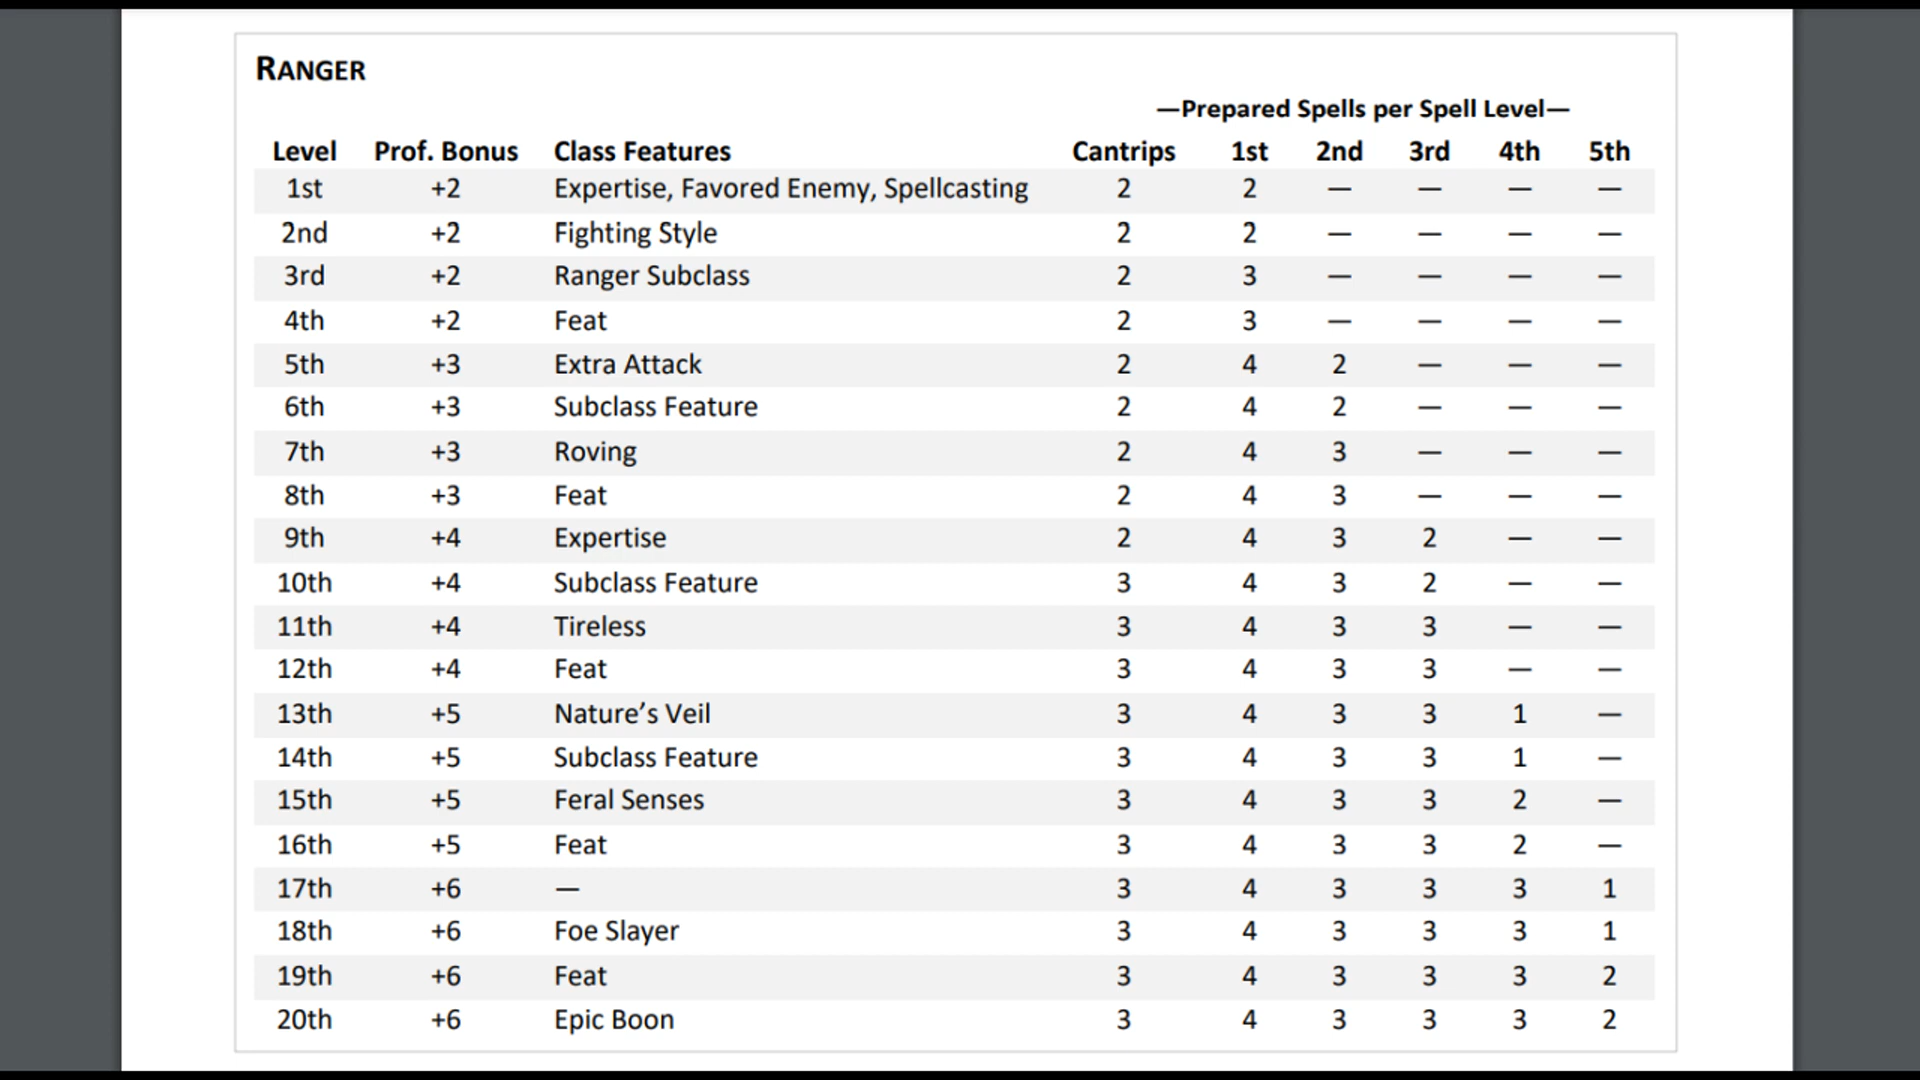 RANGER
—Prepared Spells per Spell Level—
Level Prof. Bonus Class Features Cantrips 1st 2nd 3rd 4th 5th
1st +2 Expertise, Favored Enemy, Spellcasting 2 2 — — — —
2nd +2 Fighting Style 2 2 — — — —
3rd +2 Ranger Subclass 2 3 — — — —
4th +2 Feat 2 3 — — — —
5th +3 Extra Attack 2 4 2 — — —
6th +3 Subclass Feature 2 4 2 — — —
7th +3 Roving 2 4 3 — — —
8th +3 Feat 2 4 3 — — —
9th +4 Expertise 2 4 3 2 — —
10th +4 Subclass Feature 3 4 3 2 — —
11th +4 Tireless 3 4 3 3 — —
12th +4 Feat 3 4 3 3 — —
13th +5 Nature’s Veil 3 4 3 3 1 —
14th +5 Subclass Feature 3 4 3 3 1 —
15th +5 Feral Senses 3 4 3 3 2 —
16th +5 Feat 3 4 3 3 2 —
17th +6 — 3 4 3 3 3 1
18th +6 Foe Slayer 3 4 3 3 3 1
19th +6 Feat 3 4 3 3 3 2
20th +6 Epic Boon 3 4 3 3 3 2